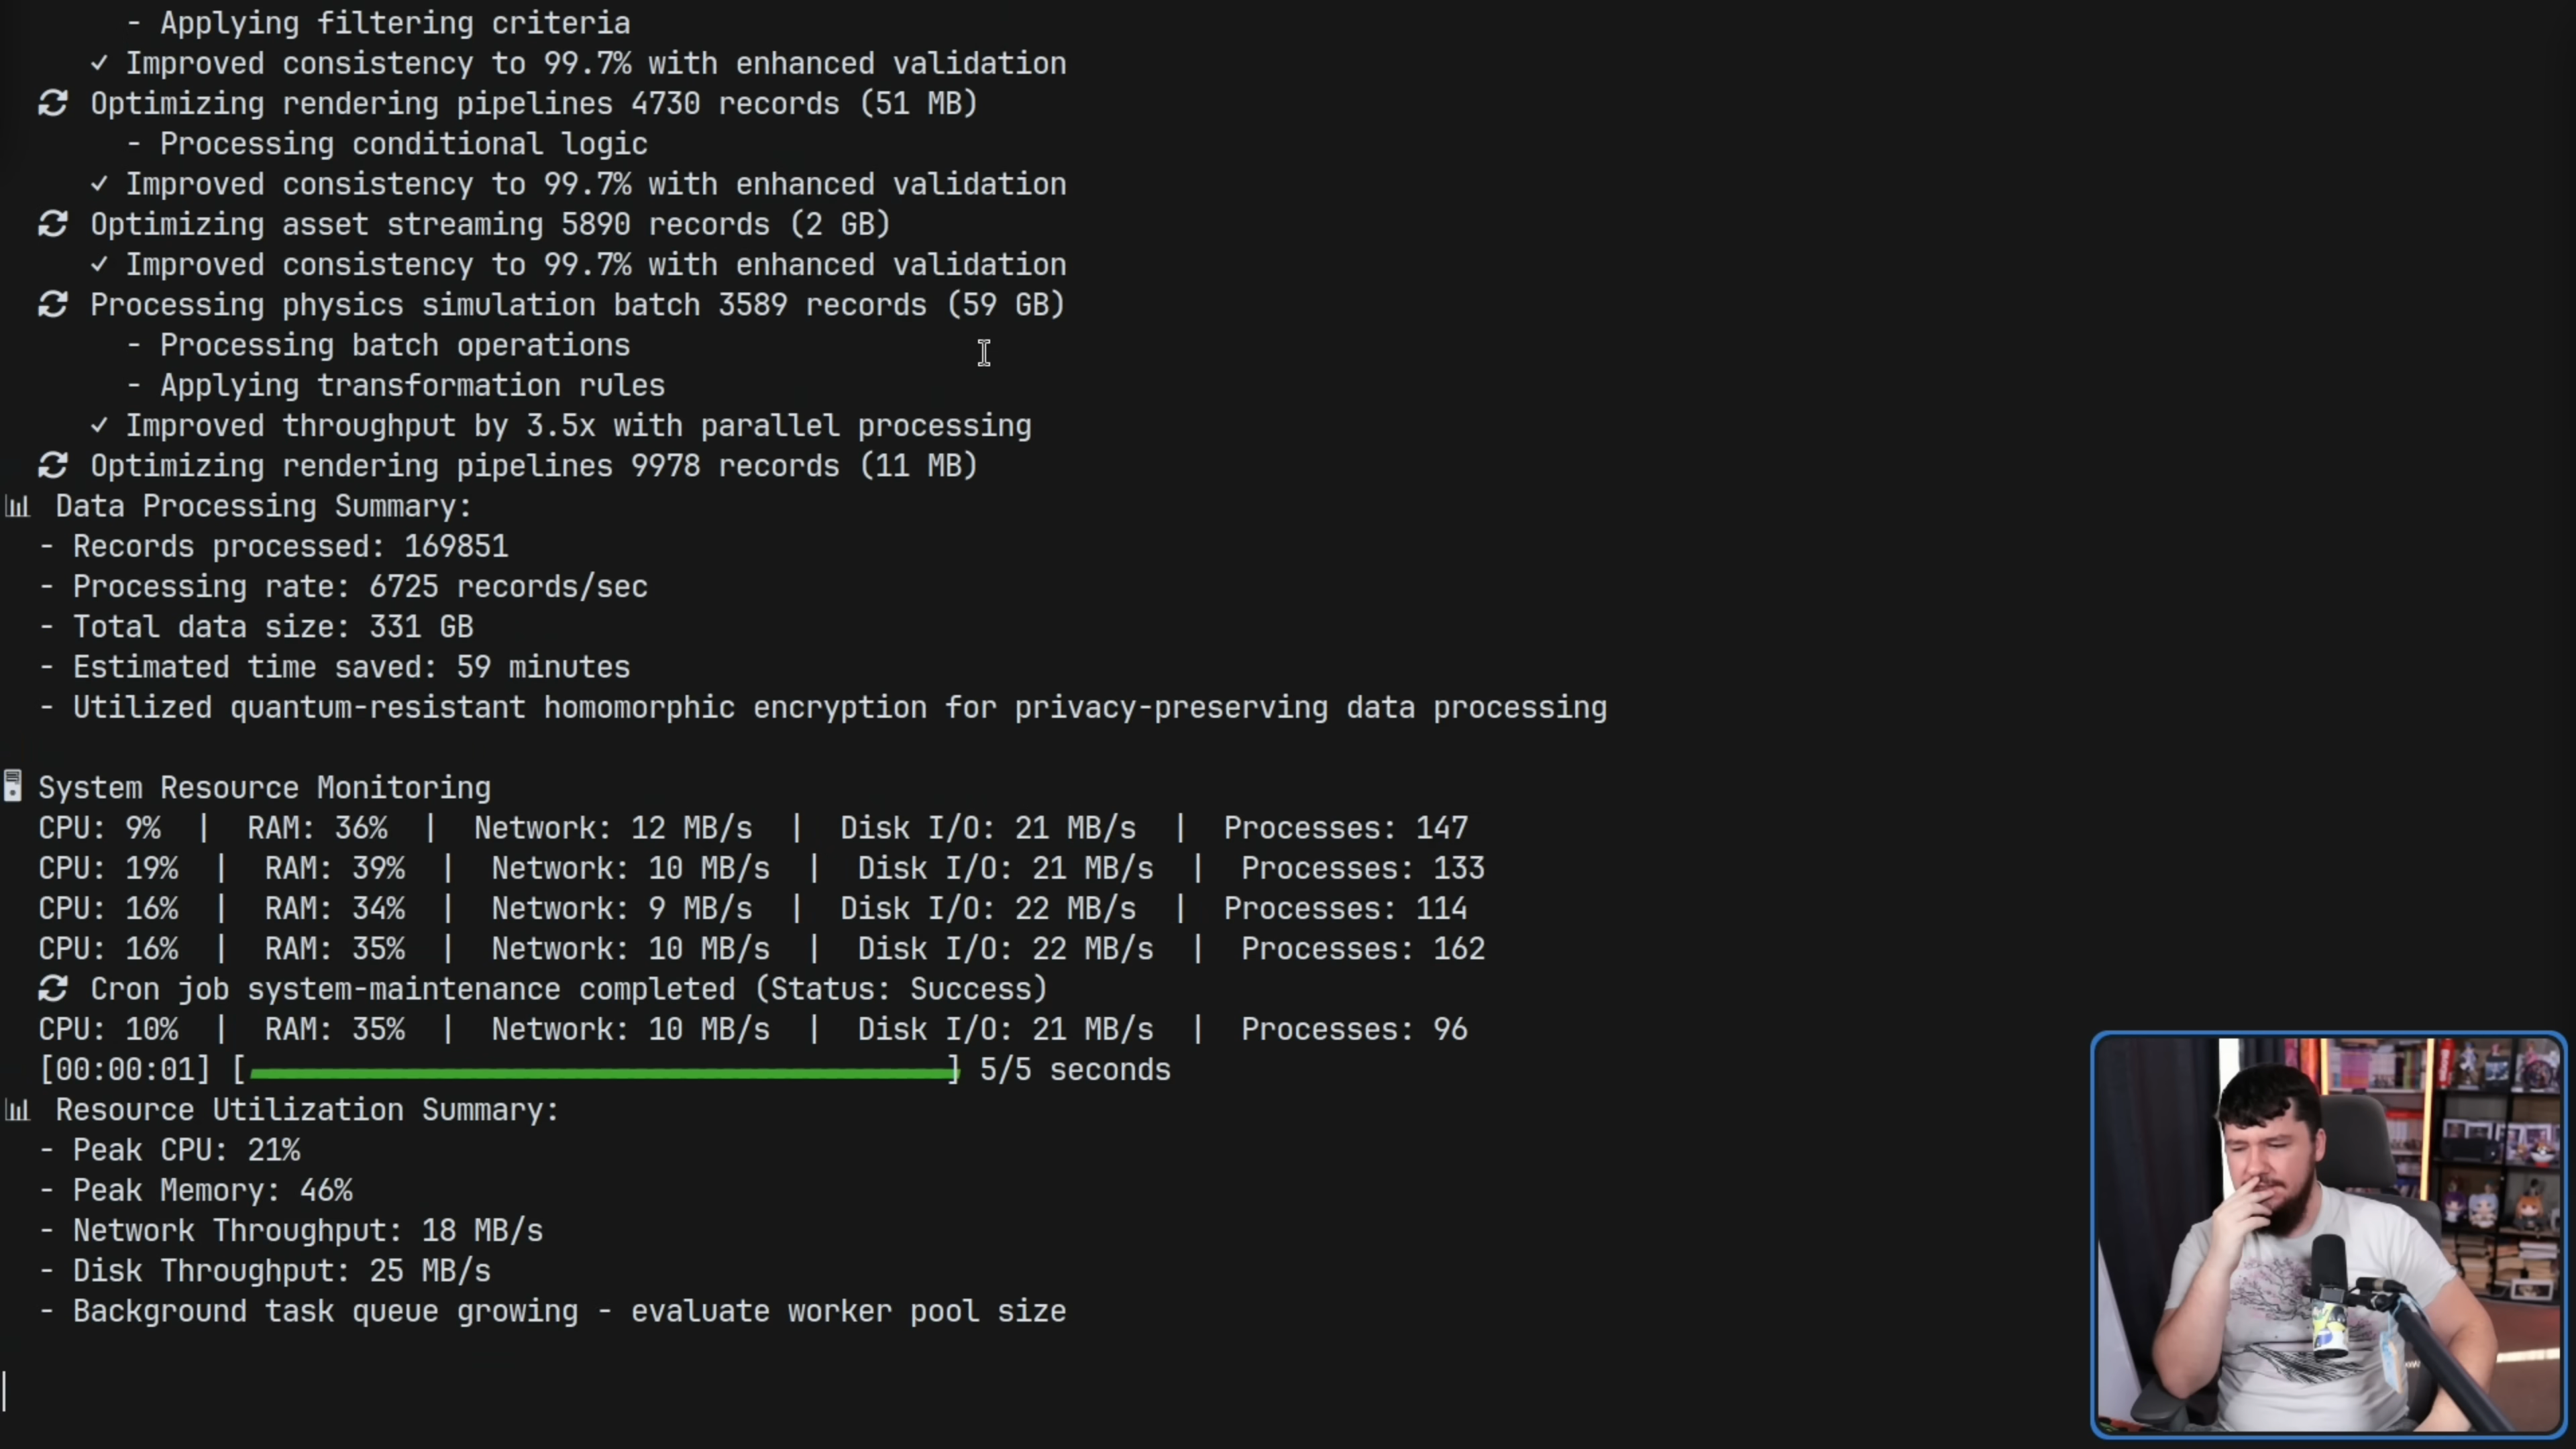 - Applying filtering criteria
✓ Improved consistency to 99.7% with enhanced validation
Optimizing rendering pipelines 4730 records (51 MB)
- Processing conditional logic
✓ Improved consistency to 99.7% with enhanced validation
Optimizing asset streaming 5890 records (2 GB)
✓ Improved consistency to 99.7% with enhanced validation
Processing physics simulation batch 3589 records (59 GB)
- Processing batch operations
- Applying transformation rules
✓ Improved throughput by 3.5x with parallel processing
Optimizing rendering pipelines 9978 records (11 MB)
Data Processing Summary:
- Records processed: 169851
- Processing rate: 6725 records/sec
- Total data size: 331 GB
- Estimated time saved: 59 minutes
- Utilized quantum-resistant homomorphic encryption for privacy-preserving data processing
System Resource Monitoring
CPU: 9% | RAM: 36% | Network: 12 MB/s | Disk I/O: 21 MB/s | Processes: 147
CPU: 19% | RAM: 39% | Network: 10 MB/s | Disk I/O: 21 MB/s | Processes: 133
CPU: 16% | RAM: 34% | Network: 9 MB/s | Disk I/O: 22 MB/s | Processes: 114
CPU: 16% | RAM: 35% | Network: 10 MB/s | Disk I/O: 22 MB/s | Processes: 162
Cron job system-maintenance completed (Status: Success)
CPU: 10% | RAM: 35% | Network: 10 MB/s | Disk I/O: 21 MB/s | Processes: 96
[00:00:01] [ ] 5/5 seconds
Resource Utilization Summary:
- Peak CPU: 21%
- Peak Memory: 46%
- Network Throughput: 18 MB/s
- Disk Throughput: 25 MB/s
- Background task queue growing - evaluate worker pool size